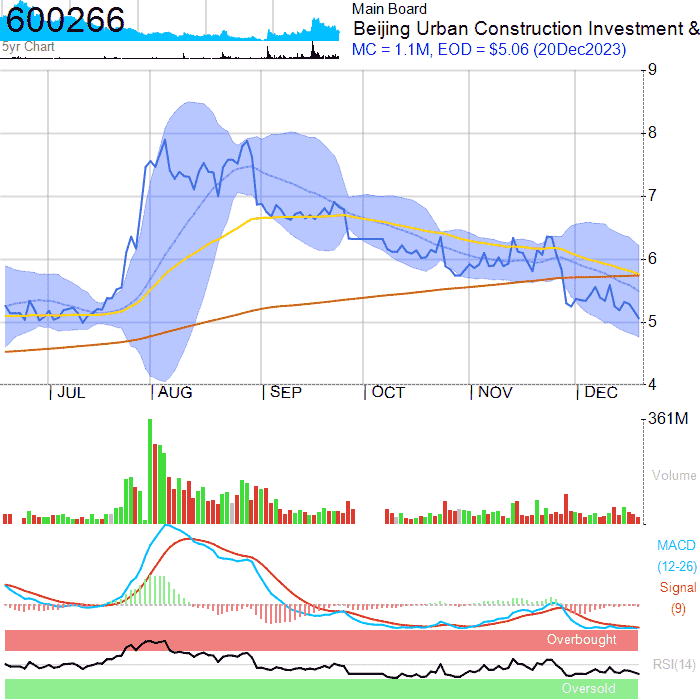 600266
5yr Chart
Main Board
Beijing Urban Construction Investment &
MC = 1.1M, EOD = $5.06 (20Dec2023)
9
8
7
6
5
4
JUL AUG SEP OCT NOV DEC
361M
Volume
MACD
(12-26)
Signal
(9)
Overbought
RSI(14)
Oversold